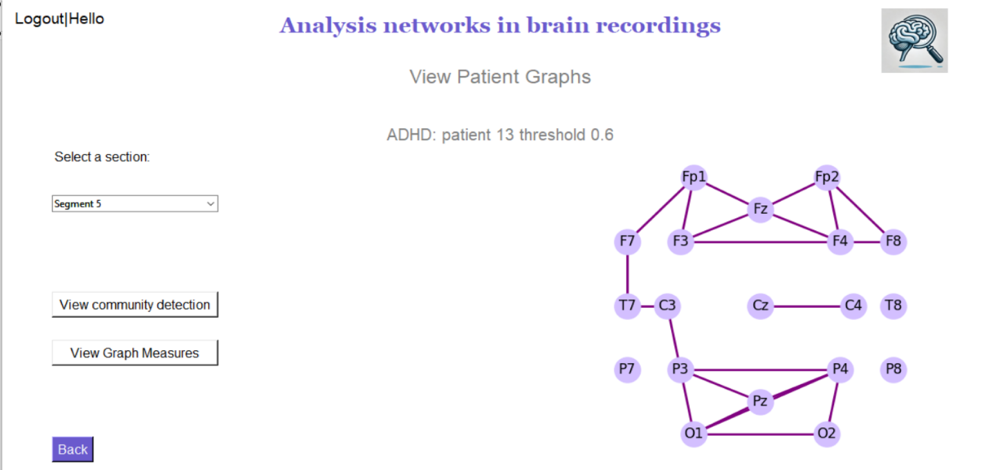 Logout|Hello
Analysis networks in brain recordings
View Patient Graphs
ADHD: patient 13 threshold 0.6
Select a section:
Segment 5
View community detection
View Graph Measures
Back
Fp1 Fp2
Fz
F7 F3 F4 F8
T7 C3 Cz C4 T8
P7 P3 P4 P8
Pz
O1 O2